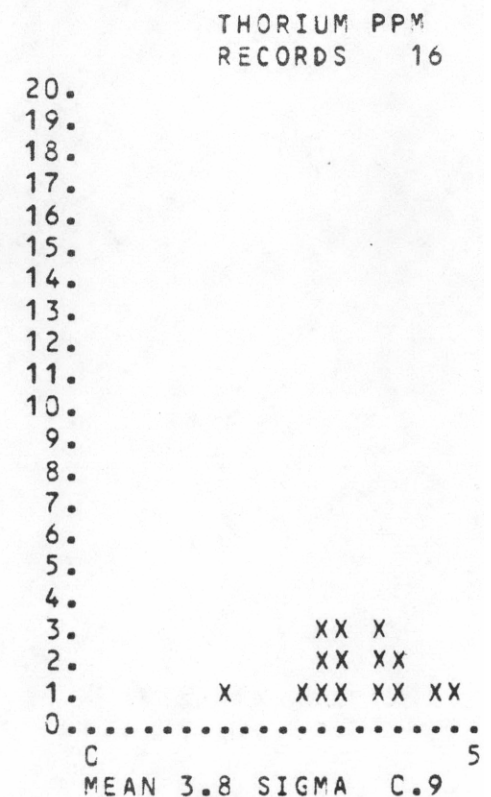 THORIUM PPM
RECORDS    16
20.
19.
18.
17.
16.
15.
14.
13.
12.
11.
10.
9.
8.
7.
6.
5.
4.
3.             XX X
2.             XX XX
1.        X   XXX XX XX
0......................
C                    5
MEAN 3.8 SIGMA  C.9